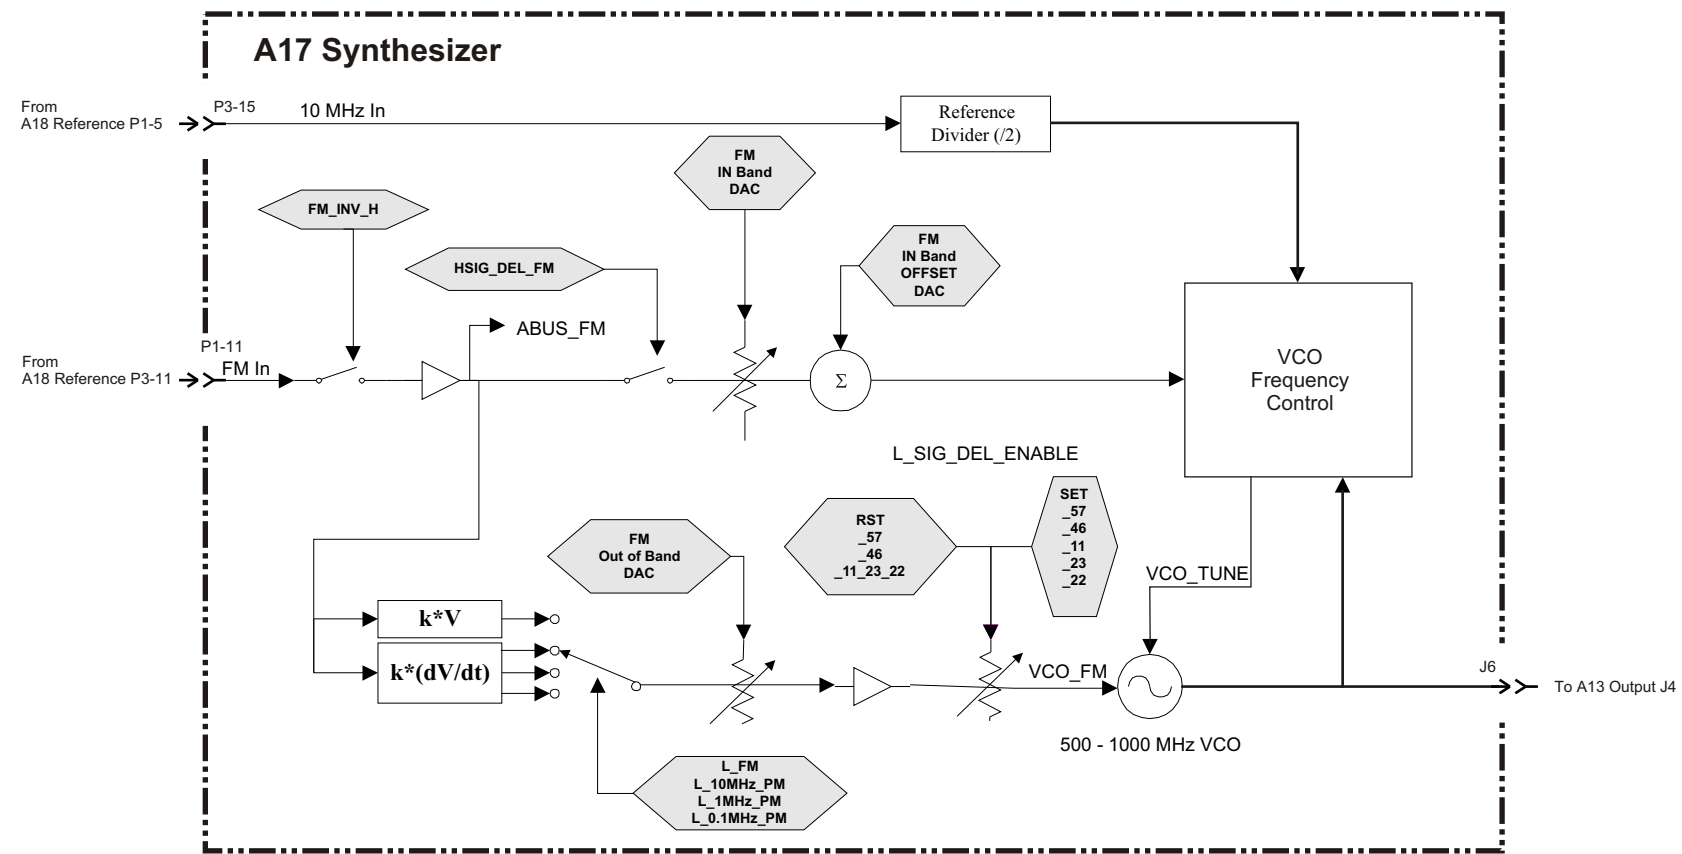 A17 Synthesizer
From
A18 Reference P1-5
P3-15
10 MHz In
Reference
Divider (/2)
FM
IN Band
DAC
FM_INV_H
HSIG_DEL_FM
FM
IN Band
OFFSET
DAC
ABUS_FM
From
A18 Reference P3-11
P1-11
FM In
Σ
VCO
Frequency
Control
L_SIG_DEL_ENABLE
FM
Out of Band
DAC
RST
_57
_46
_11_23_22
SET
_57
_46
_11
_23
_22
VCO_TUNE
k*V
k*(dV/dt)
VCO_FM
J6
To A13 Output J4
500 - 1000 MHz VCO
L_FM
L_10MHz_PM
L_1MHz_PM
L_0.1MHz_PM